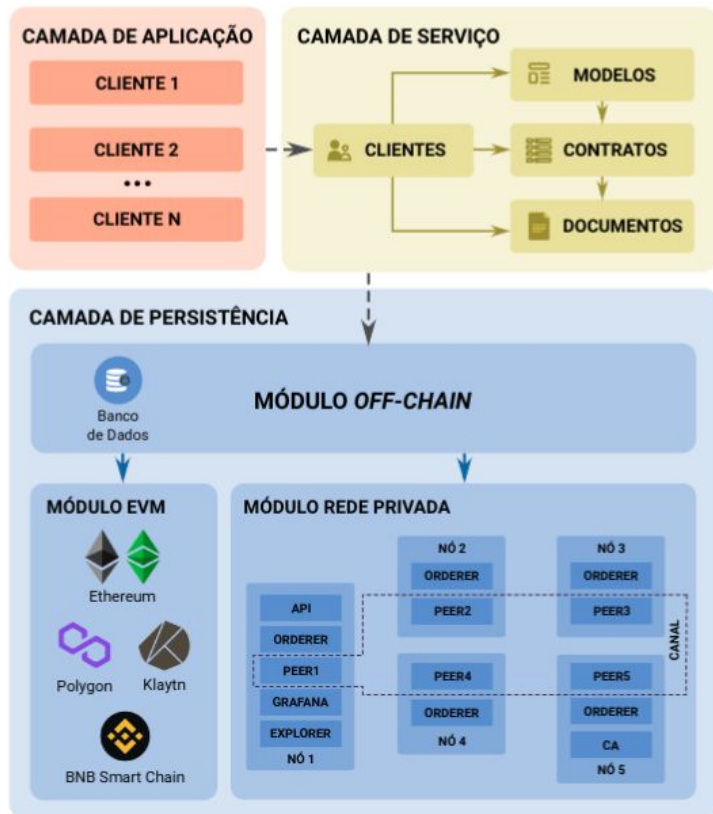 CAMADA DE APLICAÇÃO
CLIENTE 1
CLIENTE 2
...
CLIENTE N
CAMADA DE SERVIÇO
CLIENTES
MODELOS
CONTRATOS
DOCUMENTOS
CAMADA DE PERSISTÊNCIA
Banco
de Dados
MÓDULO OFF-CHAIN
MÓDULO EVM
Ethereum
Polygon
Klaytn
BNB Smart Chain
MÓDULO REDE PRIVADA
API
ORDERER
PEER1
GRAFANA
EXPLORER
NÓ 1
NÓ 2
ORDERER
PEER2
NÓ 3
ORDERER
PEER3
PEER4
ORDERER
NÓ 4
PEER5
ORDERER
CA
NÓ 5
CANAL